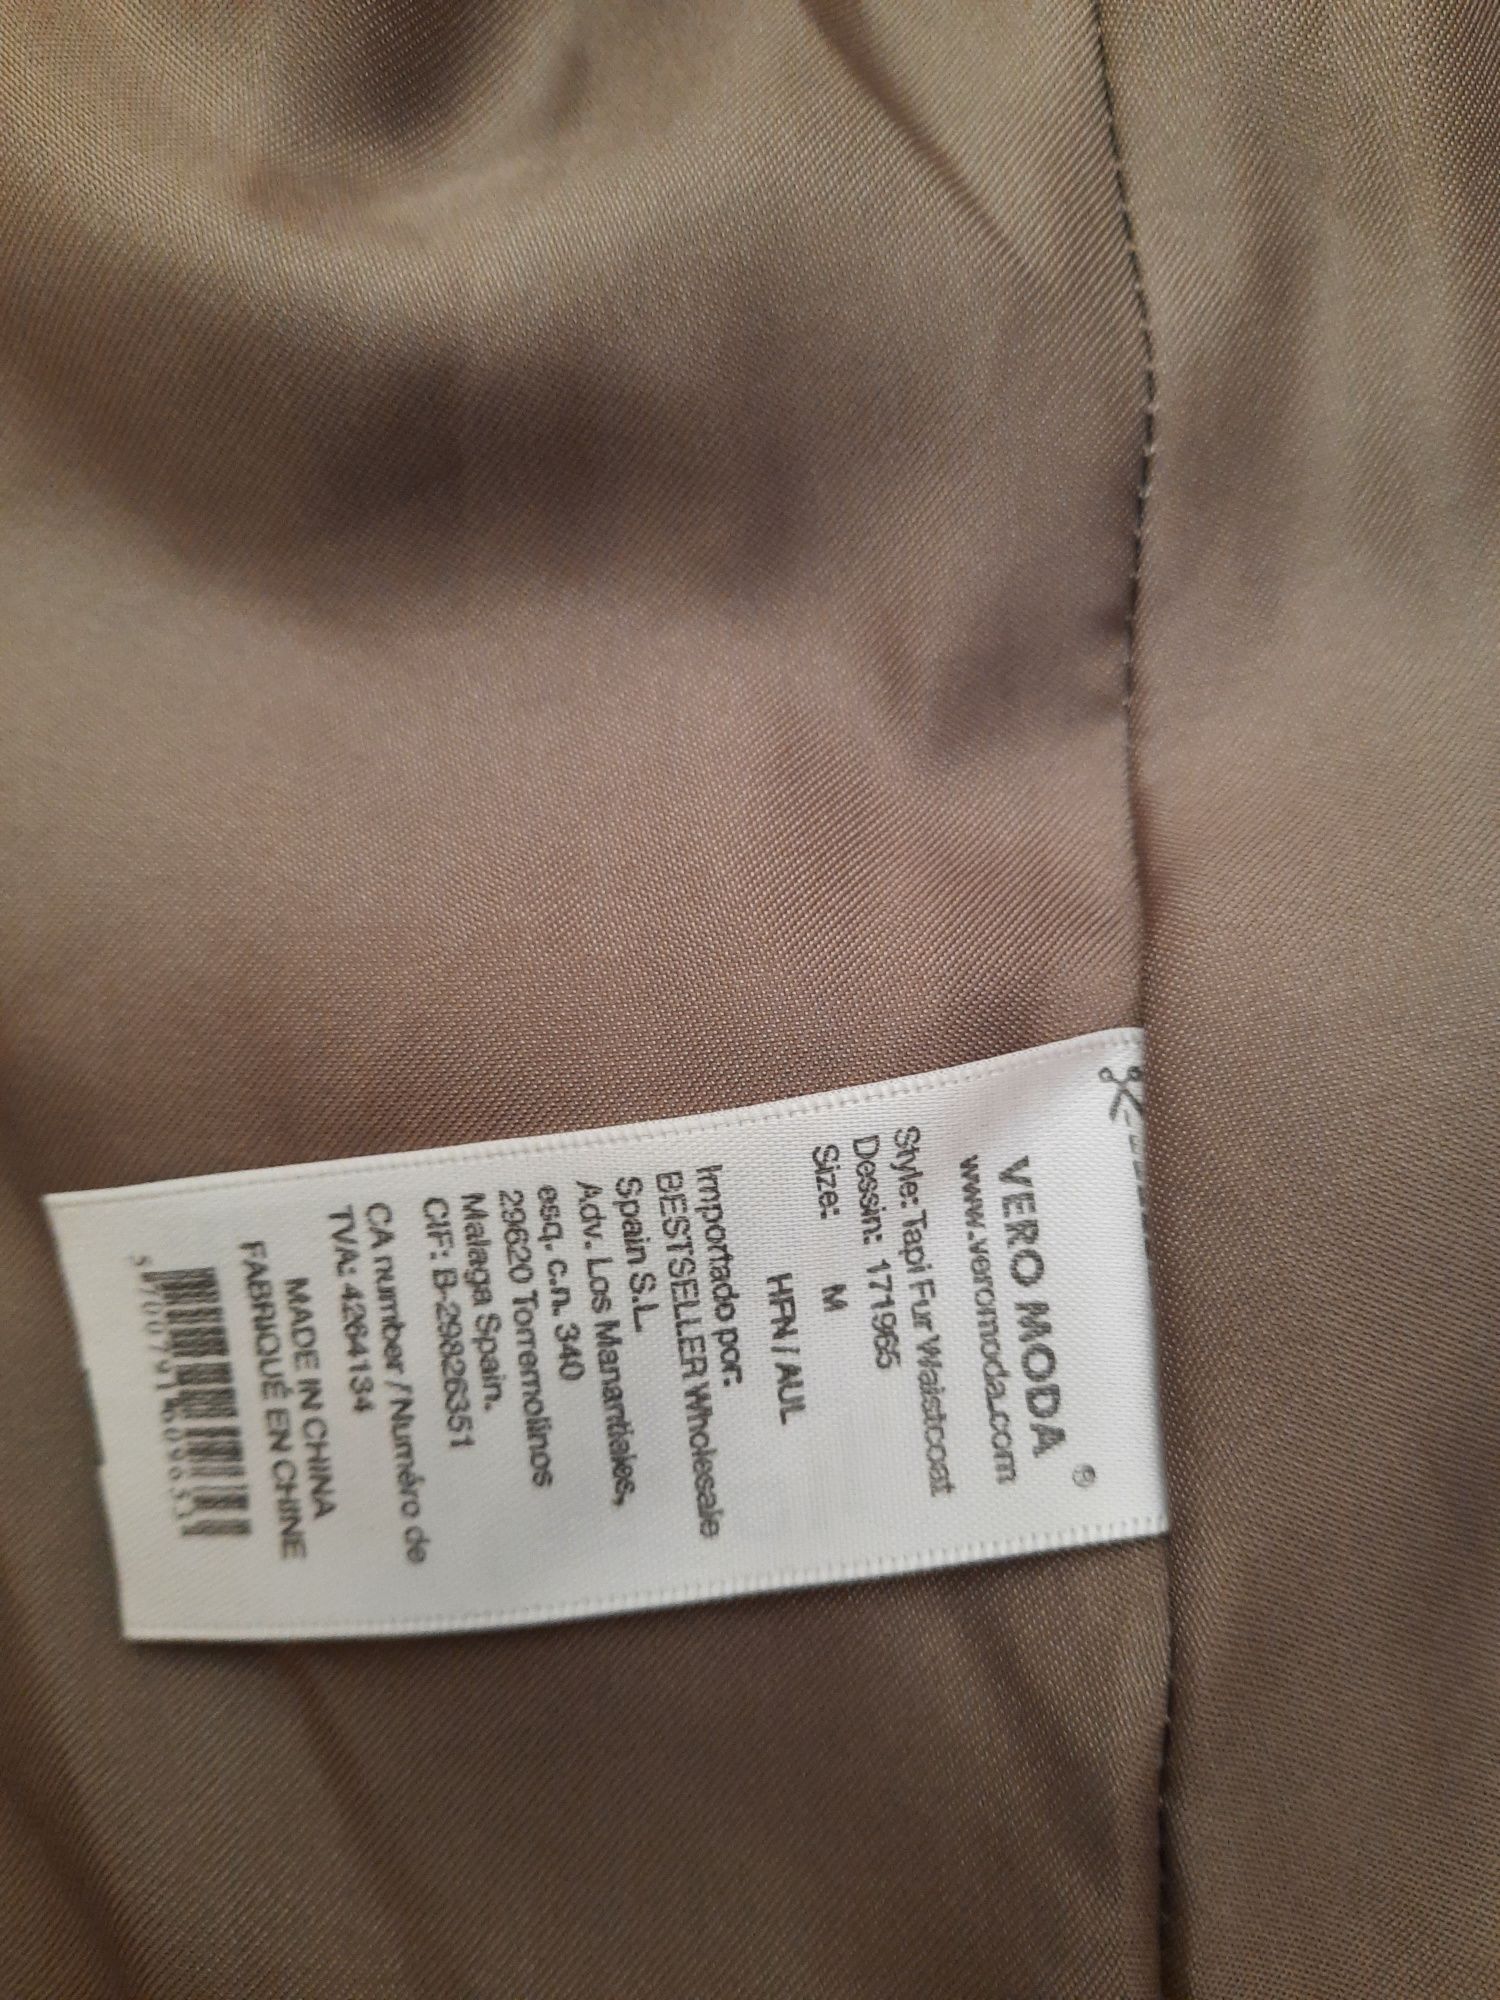 VERO MODA ®
www.veromoda.com
Style: Tapi Fur Waistcoat
Dessin: 171965
Size: M
HFN / AUL
Importado por:
BESTSELLER Wholesale
Spain S.L.
Adv. Los Manantiales,
esq. c.n. 340
29620 Torremolinos
Malaga Spain.
CIF: B-29826351
CA number / Numéro de
TVA: 4264134
MADE IN CHINA
FABRIQUÉ EN CHINE